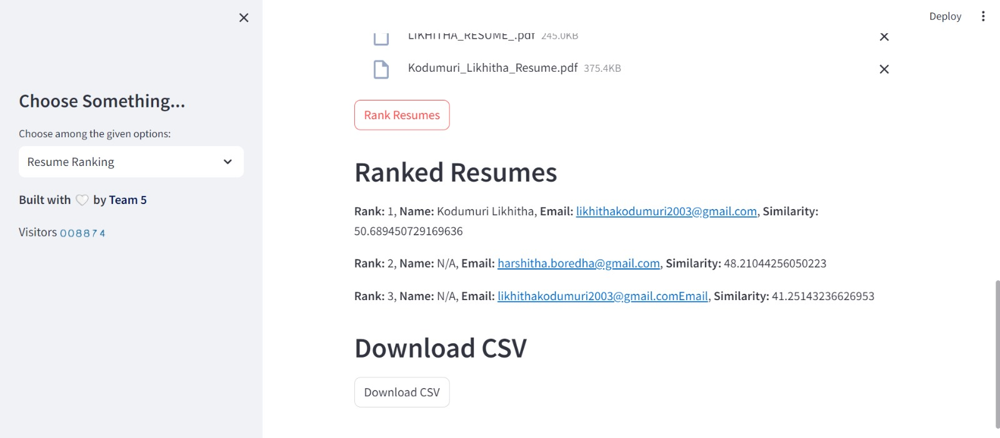 Deploy
Choose Something...
Choose among the given options:
Resume Ranking
Built with by Team 5
Visitors 008874
LIKHITHA_RESUME_.pdf 245.0KB
Kodumuri_Likhitha_Resume.pdf 375.4KB
Rank Resumes
Ranked Resumes
Rank: 1, Name: Kodumuri Likhitha, Email: likhithakodumuri2003@gmail.com, Similarity:
50.689450729169636
Rank: 2, Name: N/A, Email: harshitha.boredha@gmail.com, Similarity: 48.21044256050223
Rank: 3, Name: N/A, Email: likhithakodumuri2003@gmail.comEmail, Similarity: 41.25143236626953
Download CSV
Download CSV